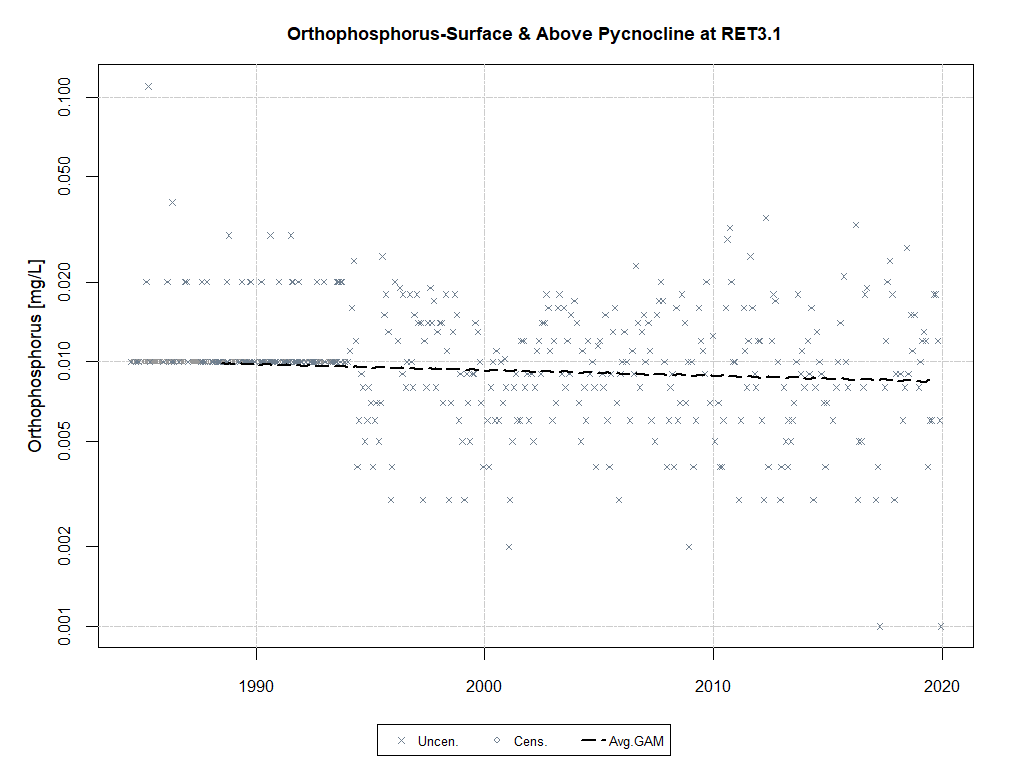 Orthophosphorus-Surface & Above Pycnocline at RET3.1
Orthophosphorus [mg/L]
0.100
0.050
0.020
0.010
0.005
0.002
0.001
1990 2000 2010 2020
Uncen. Cens. Avg.GAM